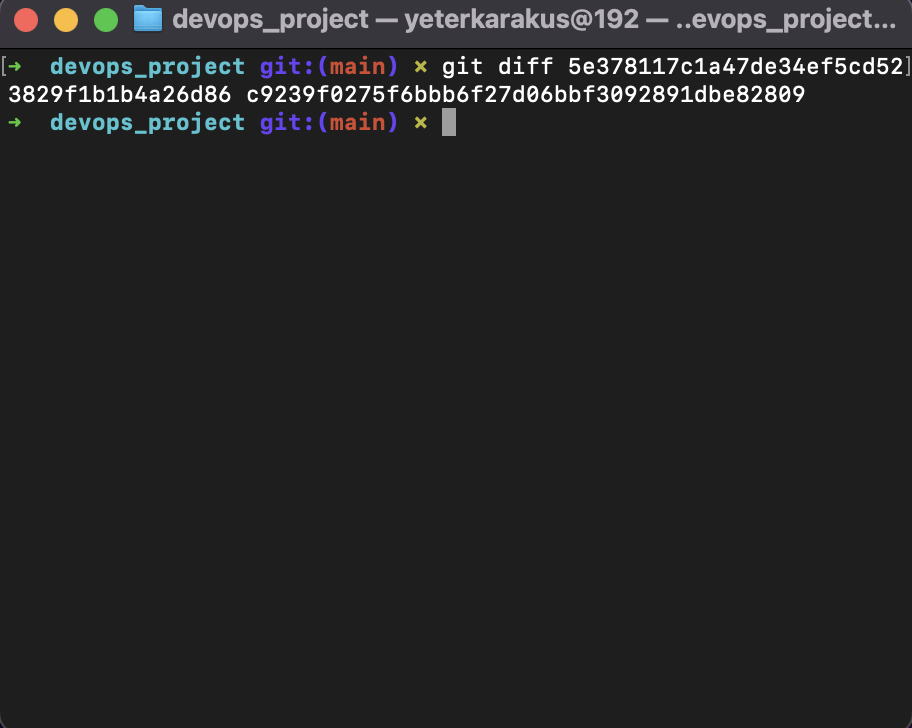 devops_project — yeterkarakus@192 — ..evops_project...
[➜ devops_project git:(main) ✗ git diff 5e378117c1a47de34ef5cd52]
3829f1b1b4a26d86 c9239f0275f6bbb6f27d06bbf3092891dbe82809
➜ devops_project git:(main) ✗